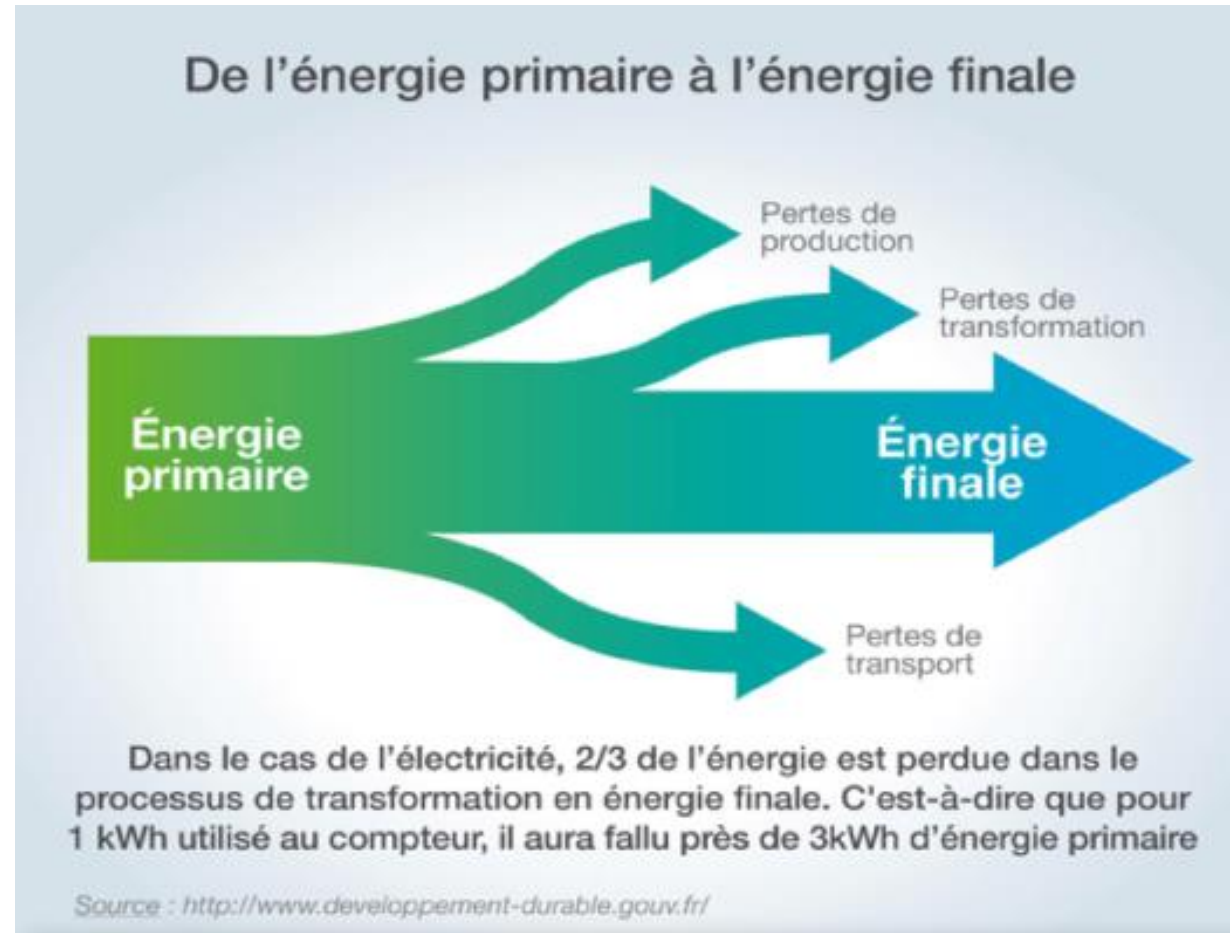 De l'énergie primaire à l'énergie finale
Pertes de
production
Pertes de
transformation
Énergie
primaire
Énergie
finale
Pertes de
transport
Dans le cas de l'électricité, 2/3 de l'énergie est perdue dans le
processus de transformation en énergie finale. C'est-à-dire que pour
1 kWh utilisé au compteur, il aura fallu près de 3kWh d'énergie primaire
Source : http://www.developpement-durable.gouv.fr/